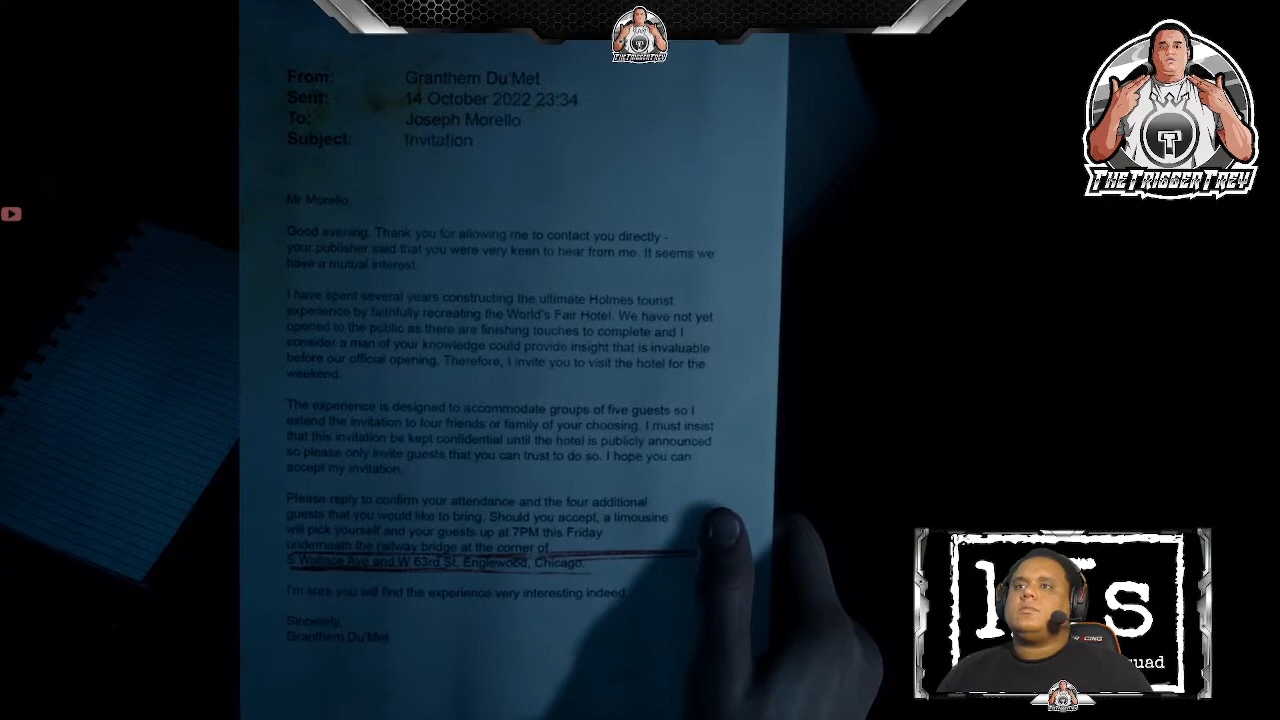 From: Granthem Du'Met
Sent: 14 October 2022 23:34
To: Joseph Morello
Subject: Invitation
Mr Morello,
Good evening. Thank you for allowing me to contact you directly -
your publisher said that you were very keen to hear from me. It seems we
have a mutual interest.
I have spent several years constructing the ultimate Holmes tourist
experience by faithfully recreating the World's Fair Hotel. We have not yet
opened to the public as there are finishing touches to complete and I
consider a man of your knowledge could provide insight that is invaluable
before our official opening. Therefore, I invite you to visit the hotel for the
weekend.
The experience is designed to accommodate groups of five guests so I
extend the invitation to four friends or family of your choosing. I must insist
that this invitation be kept confidential until the hotel is publicly announced
so please only invite guests that you can trust to do so. I hope you can
accept my invitation.
Please reply to confirm your attendance and the four additional
guests that you would like to bring. Should you accept, a limousine
will pick yourself and your guests up at 7PM this Friday
underneath the railway bridge at the corner of
S Wallace Ave and W 63rd St, Englewood, Chicago.
I'm sure you will find the experience very interesting indeed.
Sincerely,
Granthem Du'Met
THETRIGGERTREY
THETRIGGERTREY
T
s
uad